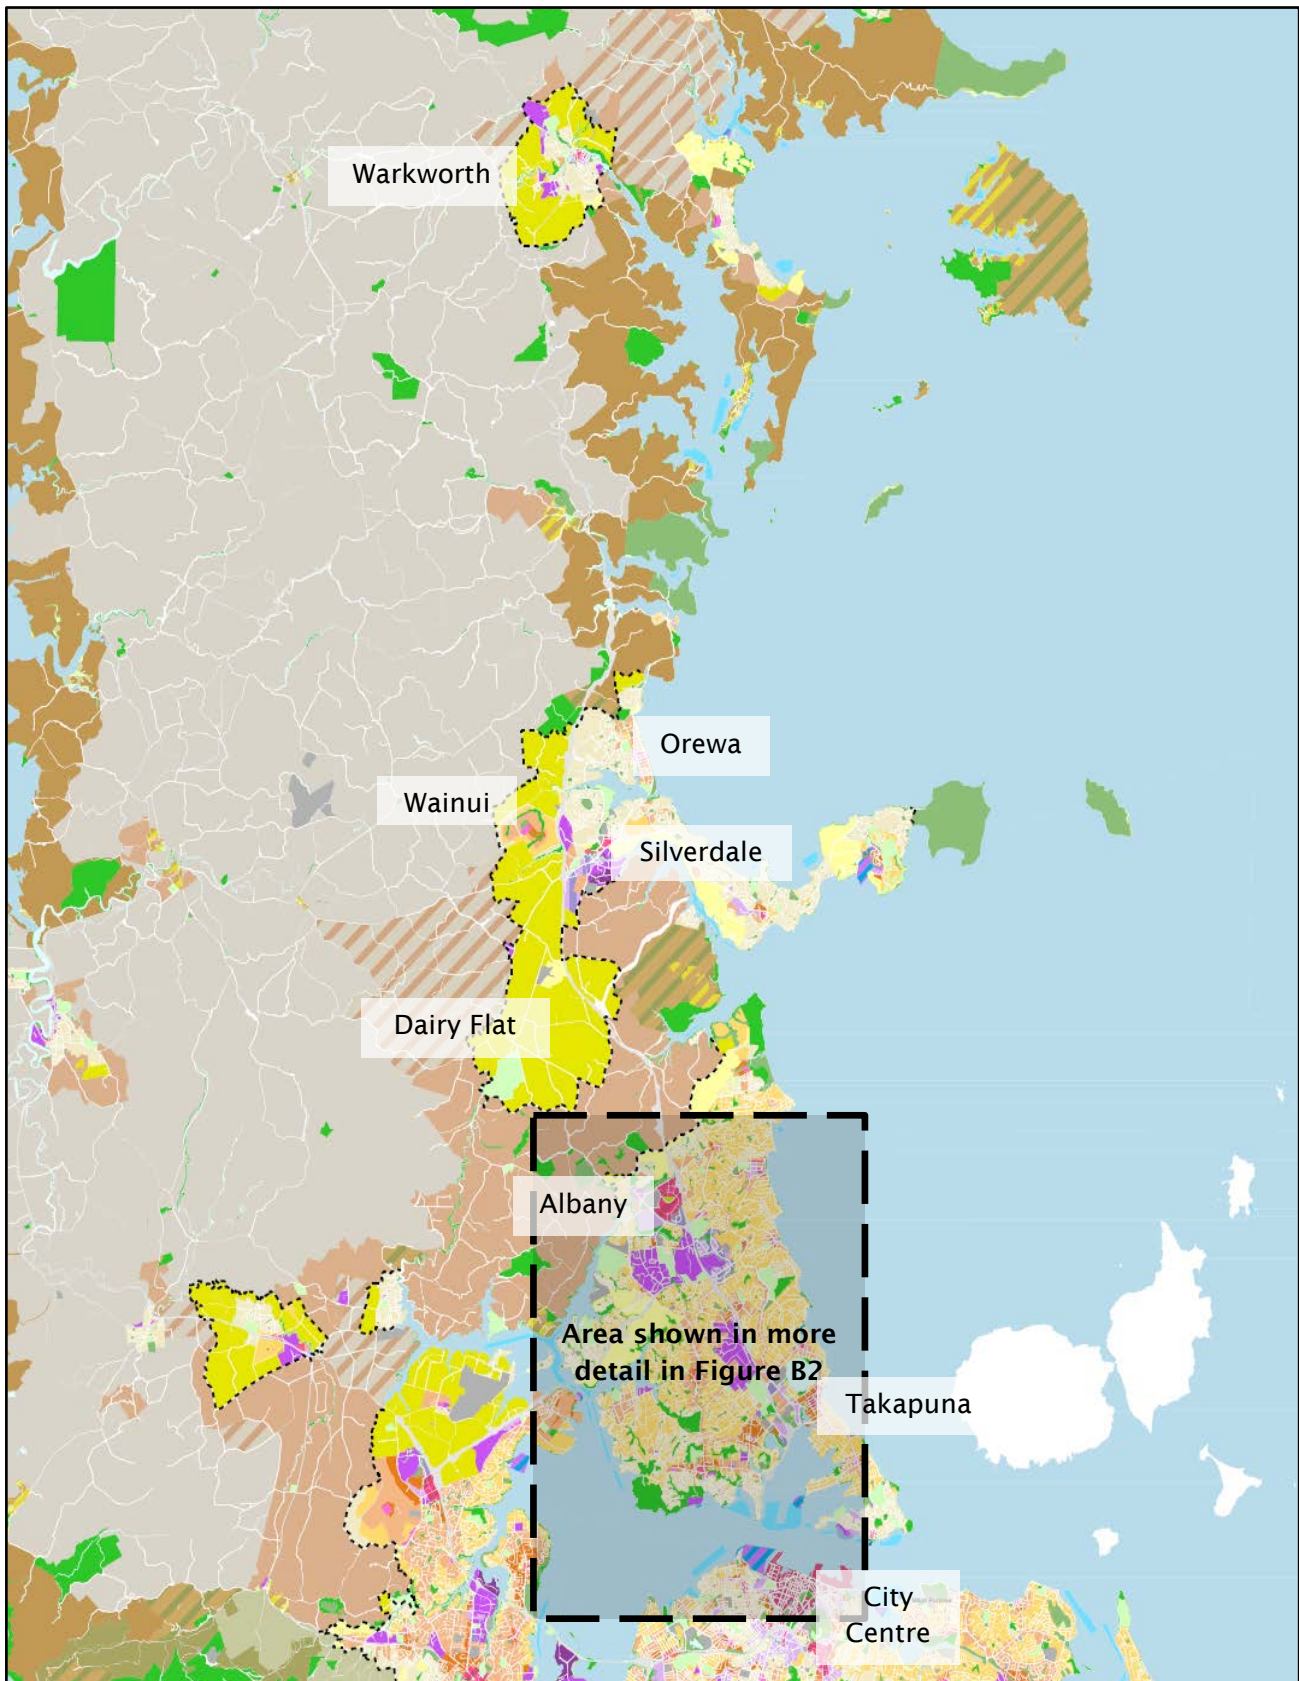 Warkworth
Orewa
Wainui
Silverdale
Dairy Flat
Albany
Area shown in more
detail in Figure B2
Takapuna
City
Centre